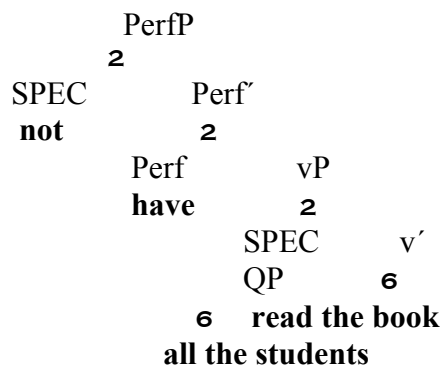 PerfP
2
SPEC Perf´
not 2
Perf vP
have 2
SPEC v´
QP 6
6 read the book
all the students